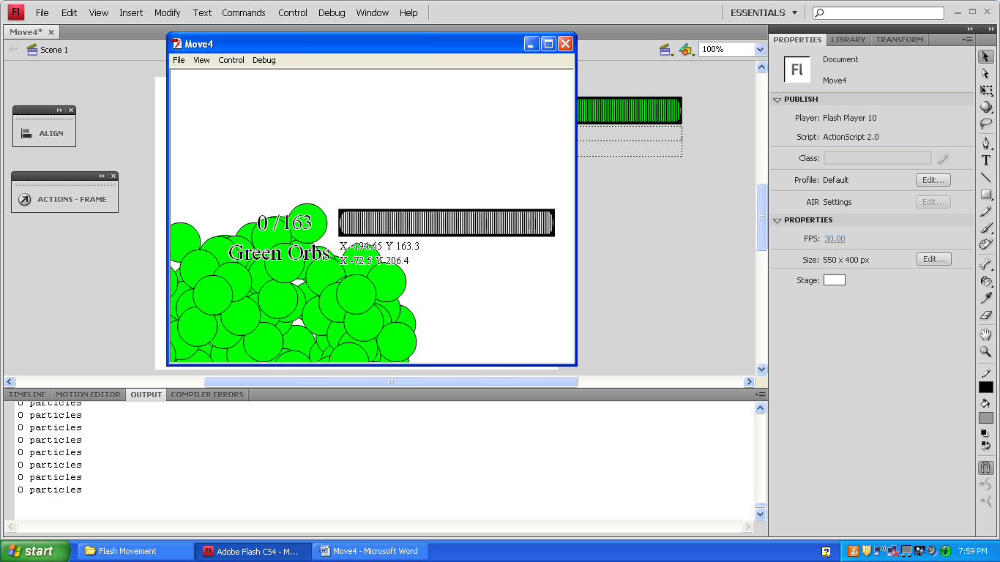 Fl File Edit View Insert Modify Text Commands Control Debug Window Help ESSENTIALS
Move4*
Scene 1
100%
Move4
File View Control Debug
ALIGN
ACTIONS - FRAME
0 / 163
Green Orbs
X -194.65 Y 163.3
X -72.5 Y 206.4
PROPERTIES LIBRARY TRANSFORM
Fl
Document
Move4
PUBLISH
Player: Flash Player 10
Script: ActionScript 2.0
Class:
Profile: Default Edit...
AIR Settings Edit...
PROPERTIES
FPS: 30.00
Size: 550 x 400 px Edit...
Stage:
T
TIMELINE MOTION EDITOR OUTPUT COMPILER ERRORS
0 particles
0 particles
0 particles
0 particles
0 particles
0 particles
0 particles
0 particles
start Flash Movement Fl Adobe Flash CS4 - M... Move4 - Microsoft Word ? 7:59 PM